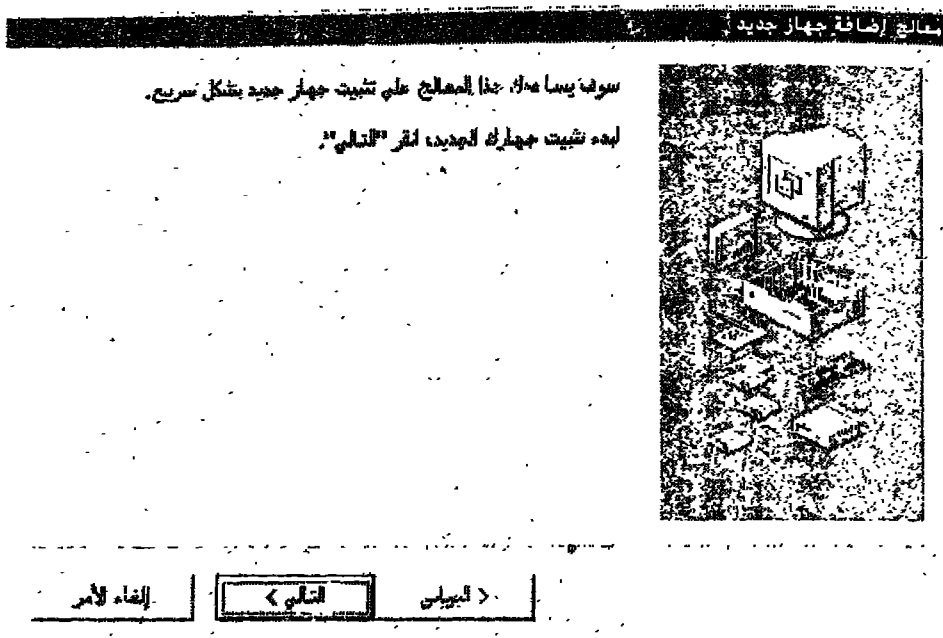 معالج إضافة جهاز جديد
سوف يساعدك هذا المعالج على تثبيت جهاز جديد بشكل سريع.
لبدء تثبيت جهازك الجديد، انقر "التالي".
< التالي >
إلغاء الأمر